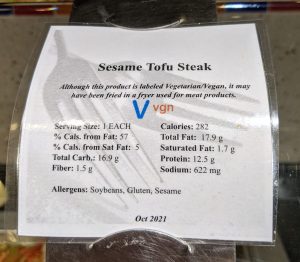 Sesame Tofu Steak
Although this product is labeled Vegetarian/Vegan, it may
have been fried in a fryer used for meat products.
V vgn
Serving Size: 1 EACH Calories: 282
% Cals. from Fat: 57 Total Fat: 17.9 g
% Cals. from Sat Fat: 5 Saturated Fat: 1.7 g
Total Carb.: 16.9 g Protein: 12.5 g
Fiber: 1.5 g Sodium: 622 mg
Allergens: Soybeans, Gluten, Sesame
Oct 2021